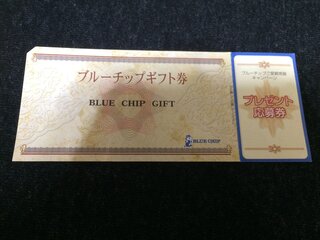 ブルーチップギフト券
BLUE CHIP GIFT
BLUE CHIP
ブルーチップご愛顧感謝
キャンペーン
プレゼント
応募券